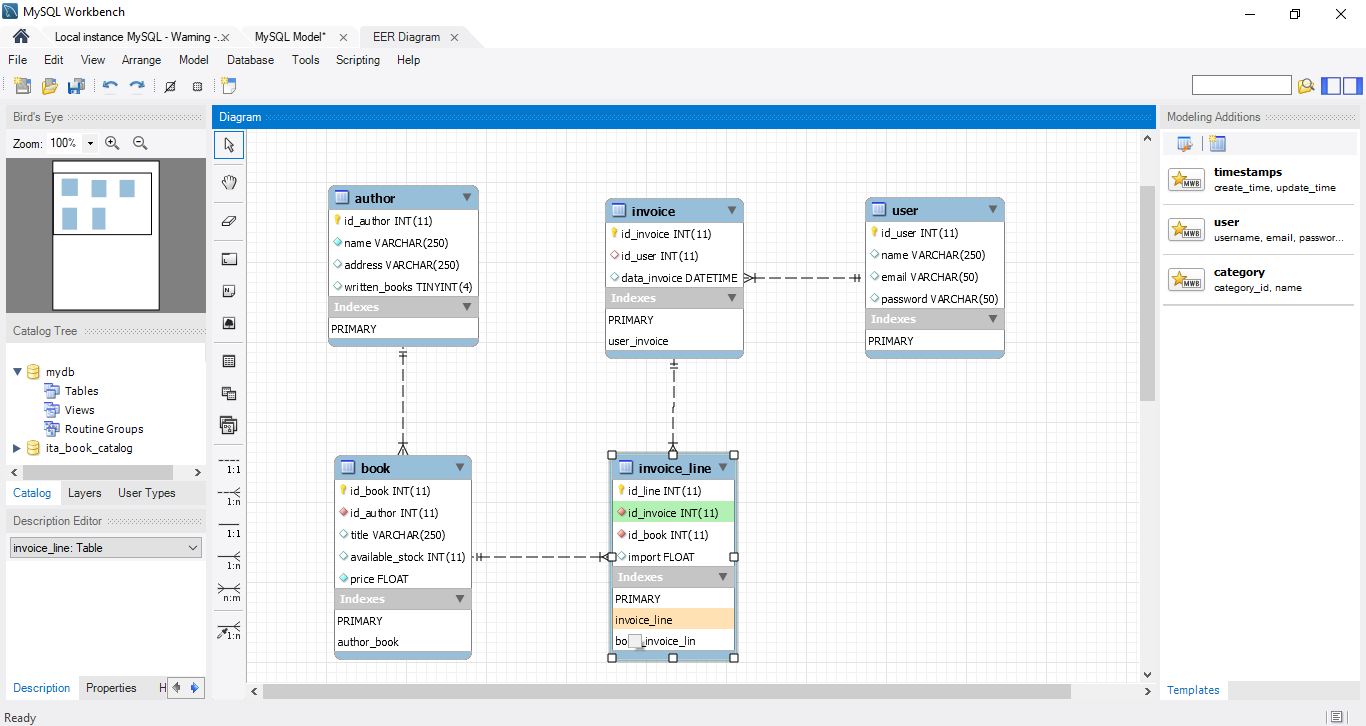 MySQL Workbench
Local instance MySQL - Warning -...
MySQL Model*
EER Diagram
File Edit View Arrange Model Database Tools Scripting Help
Bird's Eye
Zoom: 100%
Catalog Tree
mydb
Tables
Views
Routine Groups
ita_book_catalog
Catalog Layers User Types
Description Editor
invoice_line: Table
Description Properties H
Ready
Diagram
1:1
1:n
1:1
1:n
n:m
1:n
author
id_author INT(11)
name VARCHAR(250)
address VARCHAR(250)
written_books TINYINT(4)
Indexes
PRIMARY
invoice
id_invoice INT(11)
id_user INT(11)
data_invoice DATETIME
Indexes
PRIMARY
user_invoice
user
id_user INT(11)
name VARCHAR(250)
email VARCHAR(50)
password VARCHAR(50)
Indexes
PRIMARY
book
id_book INT(11)
id_author INT(11)
title VARCHAR(250)
available_stock INT(11)
price FLOAT
Indexes
PRIMARY
author_book
invoice_line
id_line INT(11)
id_invoice INT(11)
id_book INT(11)
import FLOAT
Indexes
PRIMARY
invoice_line
Modeling Additions
MWB
timestamps
create_time, update_time
MWB
user
username, email, passwor...
MWB
category
category_id, name
Templates